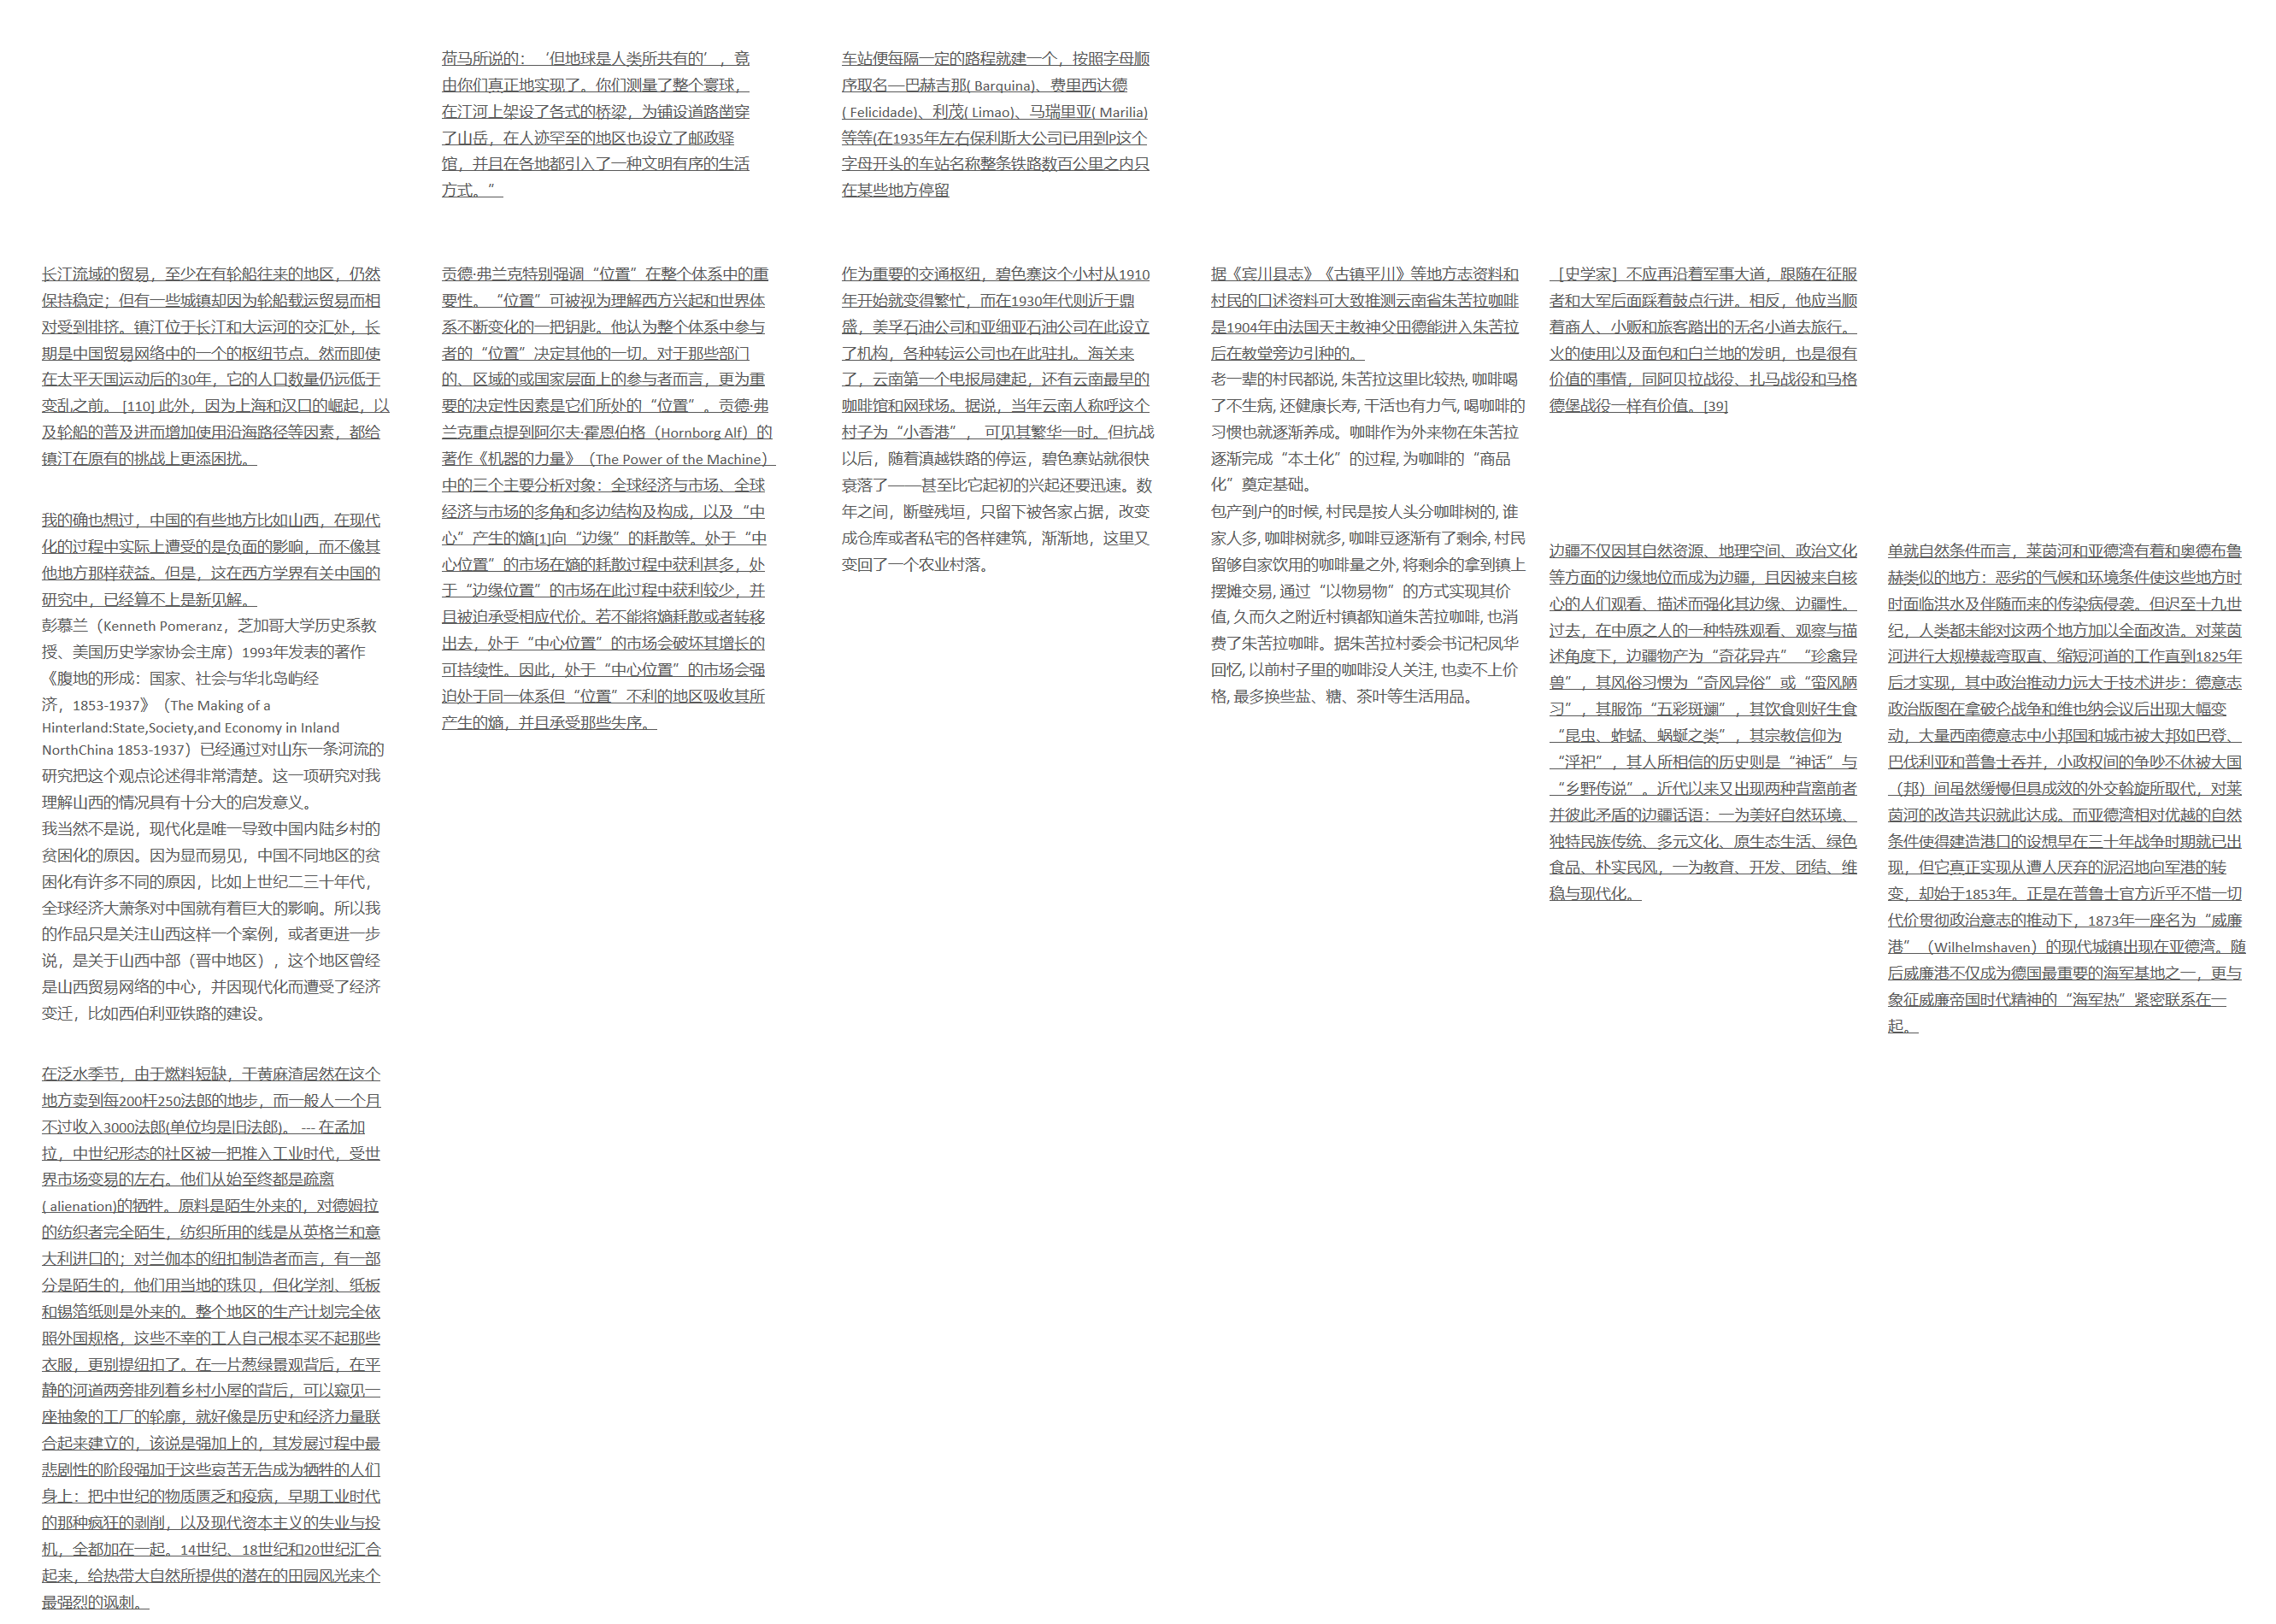 荷马所说的：‘但地球是人类所共有的’，竟
由你们真正地实现了。你们测量了整个寰球，
在江河上架设了各式的桥梁，为铺设道路凿穿
了山岳，在人迹罕至的地区也设立了邮政驿
馆，并且在各地都引入了一种文明有序的生活
方式。”
车站便每隔一定的路程就建一个，按照字母顺
序取名—巴赫吉那( Barquina)、费里西达德
( Felicidade)、利茂( Limao)、马瑞里亚( Marilia)
等等(在1935年左右保利斯大公司已用到P这个
字母开头的车站名称整条铁路数百公里之内只
在某些地方停留
长江流域的贸易，至少在有轮船往来的地区，仍然
保持稳定；但有一些城镇却因为轮船载运贸易而相
对受到排挤。镇江位于长江和大运河的交汇处，长
期是中国贸易网络中的一个的枢纽节点。然而即使
在太平天国运动后的30年，它的人口数量仍远低于
变乱之前。 [110] 此外，因为上海和汉口的崛起，以
及轮船的普及进而增加使用沿海路径等因素，都给
镇江在原有的挑战上更添困扰。
我的确也想过，中国的有些地方比如山西，在现代
化的过程中实际上遭受的是负面的影响，而不像其
他地方那样获益。但是，这在西方学界有关中国的
研究中，已经算不上是新见解。
彭慕兰（Kenneth Pomeranz，芝加哥大学历史系教
授、美国历史学家协会主席）1993年发表的著作
《腹地的形成：国家、社会与华北岛屿经
济，1853-1937》（The Making of a
Hinterland:State,Society,and Economy in Inland
NorthChina 1853-1937）已经通过对山东一条河流的
研究把这个观点论述得非常清楚。这一项研究对我
理解山西的情况具有十分大的启发意义。
我当然不是说，现代化是唯一导致中国内陆乡村的
贫困化的原因。因为显而易见，中国不同地区的贫
困化有许多不同的原因，比如上世纪二三十年代，
全球经济大萧条对中国就有着巨大的影响。所以我
的作品只是关注山西这样一个案例，或者更进一步
说，是关于山西中部（晋中地区），这个地区曾经
是山西贸易网络的中心，并因现代化而遭受了经济
变迁，比如西伯利亚铁路的建设。
在泛水季节，由于燃料短缺，干黄麻渣居然在这个
地方卖到每200杆250法郎的地步，而一般人一个月
不过收入3000法郎(单位均是旧法郎)。 --- 在孟加
拉，中世纪形态的社区被一把推入工业时代，受世
界市场变易的左右。他们从始至终都是疏离
( alienation)的牺牲。原料是陌生外来的，对德姆拉
的纺织者完全陌生，纺织所用的线是从英格兰和意
大利进口的；对兰伽本的纽扣制造者而言，有一部
分是陌生的，他们用当地的珠贝，但化学剂、纸板
和锡箔纸则是外来的。整个地区的生产计划完全依
照外国规格，这些不幸的工人自己根本买不起那些
衣服，更别提纽扣了。在一片葱绿景观背后，在平
静的河道两旁排列着乡村小屋的背后，可以窥见一
座抽象的工厂的轮廓，就好像是历史和经济力量联
合起来建立的，该说是强加上的，其发展过程中最
悲剧性的阶段强加于这些哀苦无告成为牺牲的人们
身上：把中世纪的物质匮乏和疫病，早期工业时代
的那种疯狂的剥削，以及现代资本主义的失业与投
机，全都加在一起。14世纪、18世纪和20世纪汇合
起来，给热带大自然所提供的潜在的田园风光来个
最强烈的讽刺。
贡德·弗兰克特别强调“位置”在整个体系中的重
要性。“位置”可被视为理解西方兴起和世界体
系不断变化的一把钥匙。他认为整个体系中参与
者的“位置”决定其他的一切。对于那些部门
的、区域的或国家层面上的参与者而言，更为重
要的决定性因素是它们所处的“位置”。贡德·弗
兰克重点提到阿尔夫·霍恩伯格（Hornborg Alf）的
著作《机器的力量》（The Power of the Machine）
中的三个主要分析对象：全球经济与市场、全球
经济与市场的多角和多边结构及构成，以及“中
心”产生的熵[1]向“边缘”的耗散等。处于“中
心位置”的市场在熵的耗散过程中获利甚多，处
于“边缘位置”的市场在此过程中获利较少，并
且被迫承受相应代价。若不能将熵耗散或者转移
出去，处于“中心位置”的市场会破坏其增长的
可持续性。因此，处于“中心位置”的市场会强
迫处于同一体系但“位置”不利的地区吸收其所
产生的熵，并且承受那些失序。
作为重要的交通枢纽，碧色寨这个小村从1910
年开始就变得繁忙，而在1930年代则近于鼎
盛，美孚石油公司和亚细亚石油公司在此设立
了机构，各种转运公司也在此驻扎。海关来
了，云南第一个电报局建起，还有云南最早的
咖啡馆和网球场。据说，当年云南人称呼这个
村子为“小香港”， 可见其繁华一时。但抗战
以后，随着滇越铁路的停运，碧色寨站就很快
衰落了——甚至比它起初的兴起还要迅速。数
年之间，断壁残垣，只留下被各家占据，改变
成仓库或者私宅的各样建筑，渐渐地，这里又
变回了一个农业村落。
据《宾川县志》《古镇平川》等地方志资料和
村民的口述资料可大致推测云南省朱苦拉咖啡
是1904年由法国天主教神父田德能进入朱苦拉
后在教堂旁边引种的。
老一辈的村民都说, 朱苦拉这里比较热, 咖啡喝
了不生病, 还健康长寿, 干活也有力气, 喝咖啡的
习惯也就逐渐养成。咖啡作为外来物在朱苦拉
逐渐完成“本土化”的过程, 为咖啡的“商品
化”奠定基础。
包产到户的时候, 村民是按人头分咖啡树的, 谁
家人多, 咖啡树就多, 咖啡豆逐渐有了剩余, 村民
留够自家饮用的咖啡量之外, 将剩余的拿到镇上
摆摊交易, 通过“以物易物”的方式实现其价
值, 久而久之附近村镇都知道朱苦拉咖啡, 也消
费了朱苦拉咖啡。据朱苦拉村委会书记杞凤华
回忆, 以前村子里的咖啡没人关注, 也卖不上价
格, 最多换些盐、糖、茶叶等生活用品。
［史学家］不应再沿着军事大道，跟随在征服
者和大军后面踩着鼓点行进。相反，他应当顺
着商人、小贩和旅客踏出的无名小道去旅行。
火的使用以及面包和白兰地的发明，也是很有
价值的事情，同阿贝拉战役、扎马战役和马格
德堡战役一样有价值。[39]
边疆不仅因其自然资源、地理空间、政治文化
等方面的边缘地位而成为边疆，且因被来自核
心的人们观看、描述而强化其边缘、边疆性。
过去，在中原之人的一种特殊观看、观察与描
述角度下，边疆物产为“奇花异卉”“珍禽异
兽”，其风俗习惯为“奇风异俗”或“蛮风陋
习”，其服饰“五彩斑斓”，其饮食则好生食
“昆虫、蚱蜢、蜗蜒之类”，其宗教信仰为
“淫祀”，其人所相信的历史则是“神话”与
“乡野传说”。近代以来又出现两种背离前者
并彼此矛盾的边疆话语：一为美好自然环境、
独特民族传统、多元文化、原生态生活、绿色
食品、朴实民风，一为教育、开发、团结、维
稳与现代化。
单就自然条件而言，莱茵河和亚德湾有着和奥德布鲁
赫类似的地方：恶劣的气候和环境条件使这些地方时
时面临洪水及伴随而来的传染病侵袭。但迟至十九世
纪，人类都未能对这两个地方加以全面改造。对莱茵
河进行大规模裁弯取直、缩短河道的工作直到1825年
后才实现，其中政治推动力远大于技术进步：德意志
政治版图在拿破仑战争和维也纳会议后出现大幅变
动，大量西南德意志中小邦国和城市被大邦如巴登、
巴伐利亚和普鲁士吞并，小政权间的争吵不休被大国
（邦）间虽然缓慢但具成效的外交斡旋所取代，对莱
茵河的改造共识就此达成。而亚德湾相对优越的自然
条件使得建造港口的设想早在三十年战争时期就已出
现，但它真正实现从遭人厌弃的泥沼地向军港的转
变，却始于1853年。正是在普鲁士官方近乎不惜一切
代价贯彻政治意志的推动下，1873年一座名为“威廉
港”（Wilhelmshaven）的现代城镇出现在亚德湾。随
后威廉港不仅成为德国最重要的海军基地之一，更与
象征威廉帝国时代精神的“海军热”紧密联系在一
起。